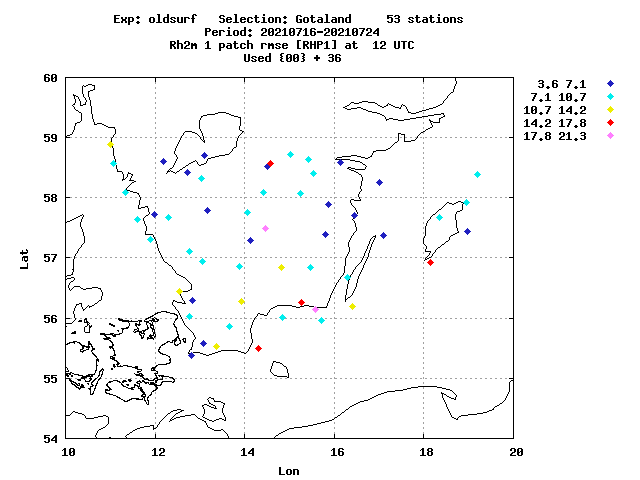 Exp: oldsurf   Selection: Gotaland     53 stations
Period: 20210716-20210724
Rh2m 1 patch rmse [RHP1] at  12 UTC
Used {00} + 36
3.6 7.1
7.1 10.7
10.7 14.2
14.2 17.8
17.8 21.3
60
59
58
57
56
55
54
Lat
10 12 14 16 18 20
Lon